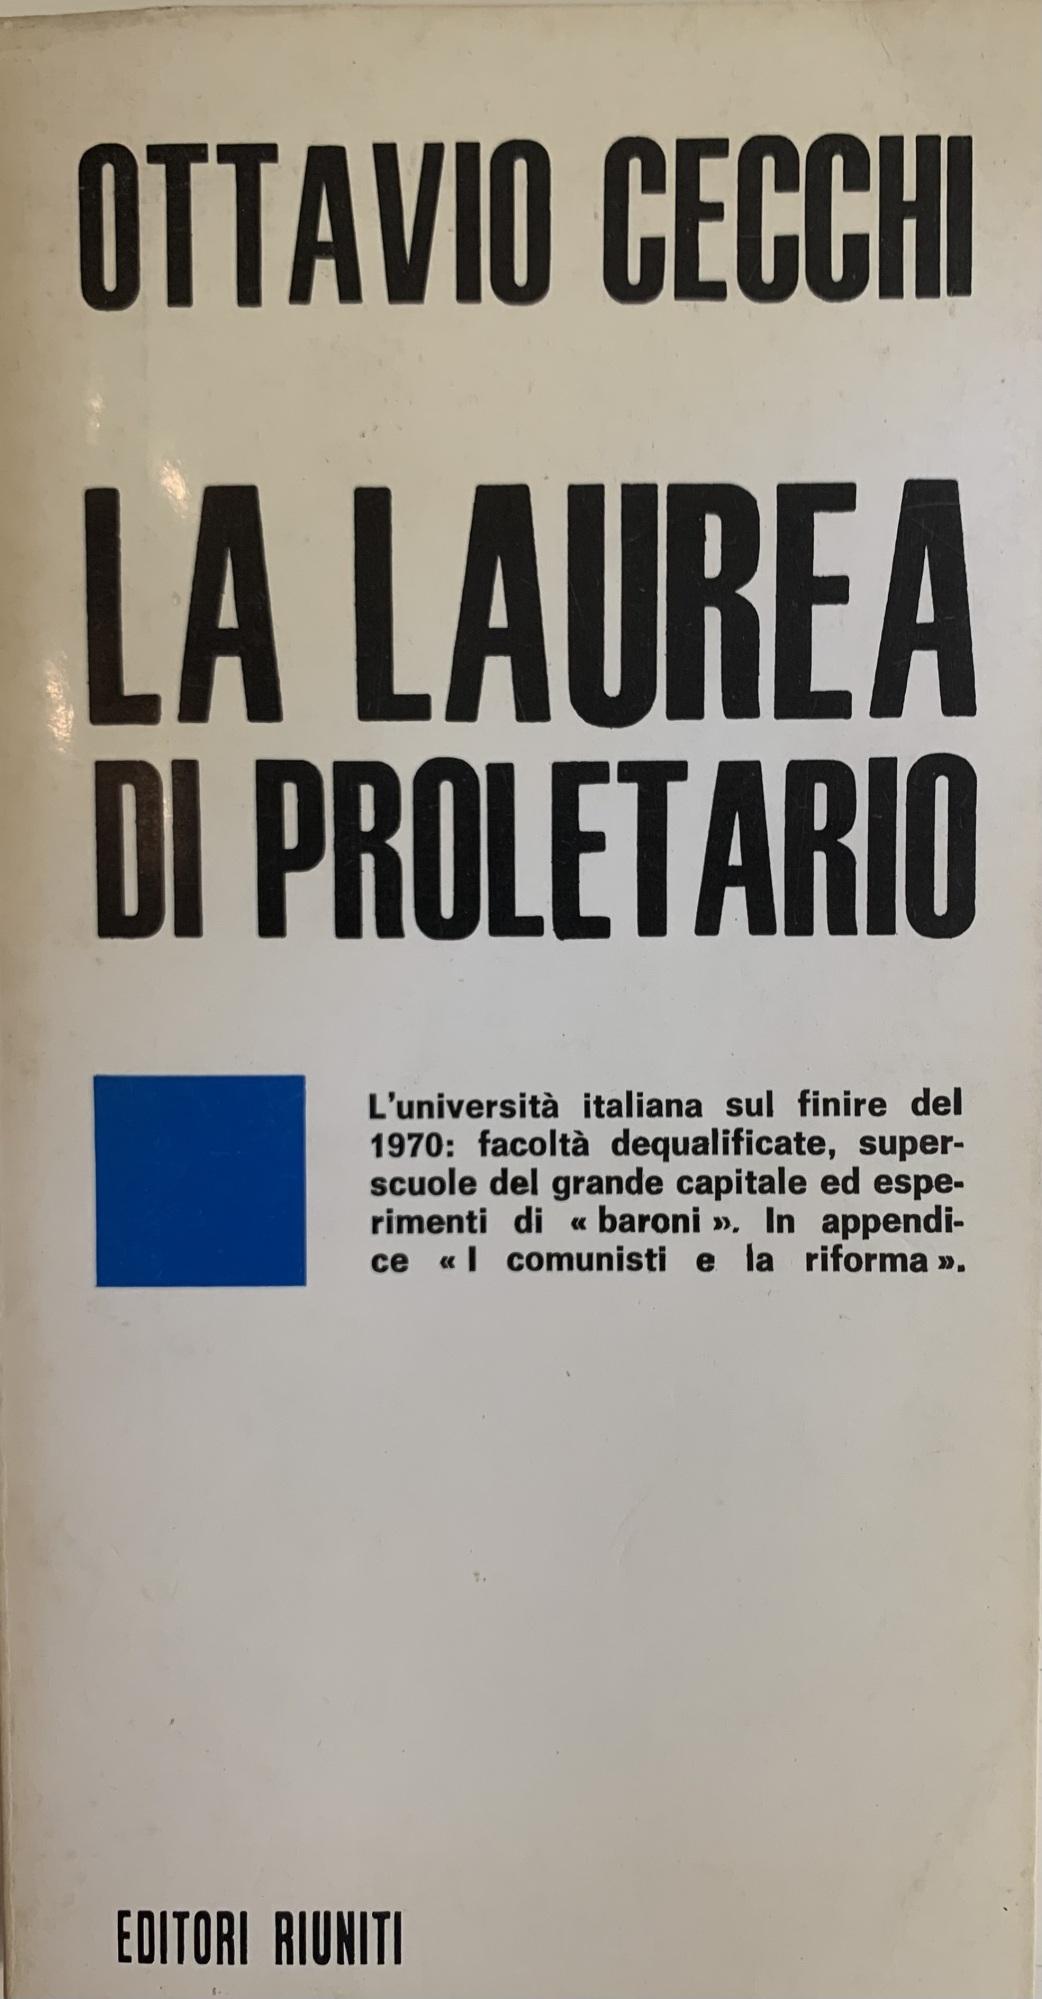 OTTAVIO CECCHI
LA LAUREA
DI PROLETARIO
L'università italiana sul finire del
1970: facoltà dequalificate, super-
scuole del grande capitale ed espe-
rimenti di « baroni ». In appendi-
ce « I comunisti e la riforma ».
EDITORI RIUNITI